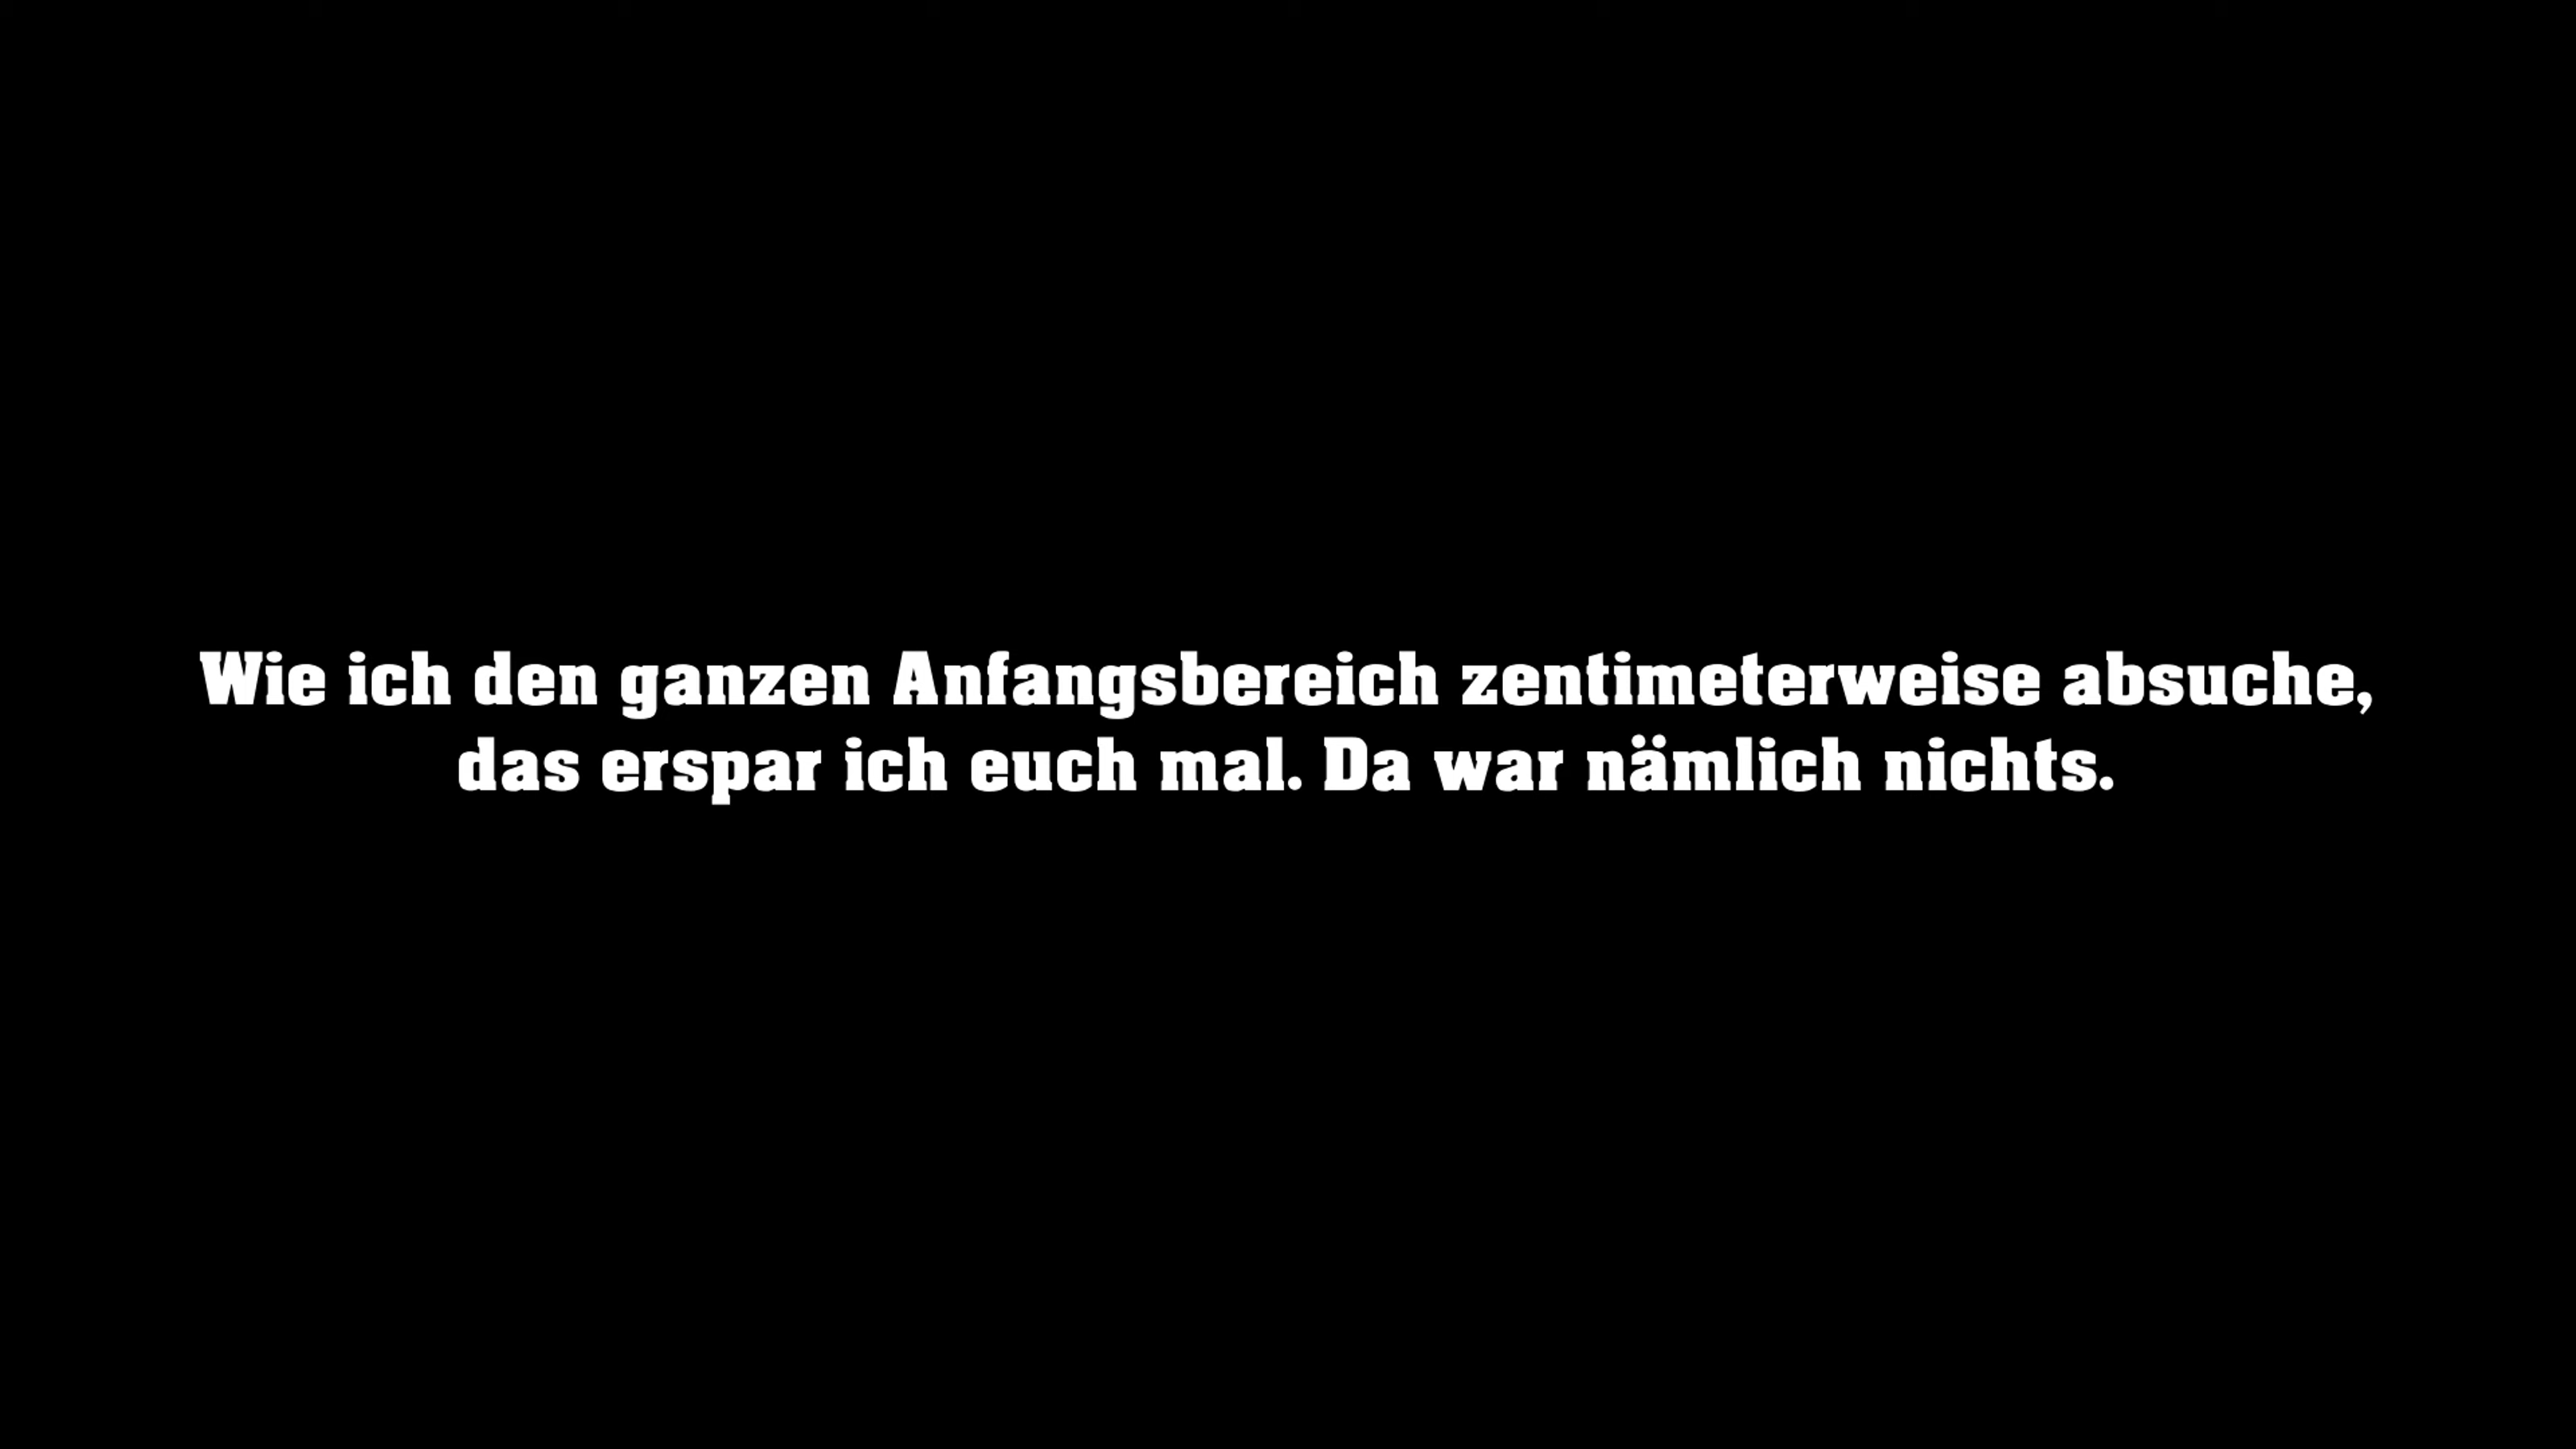 Wie ich den ganzen Anfangsbereich zentimeterweise absuche,
das erspar ich euch mal. Da war nämlich nichts.